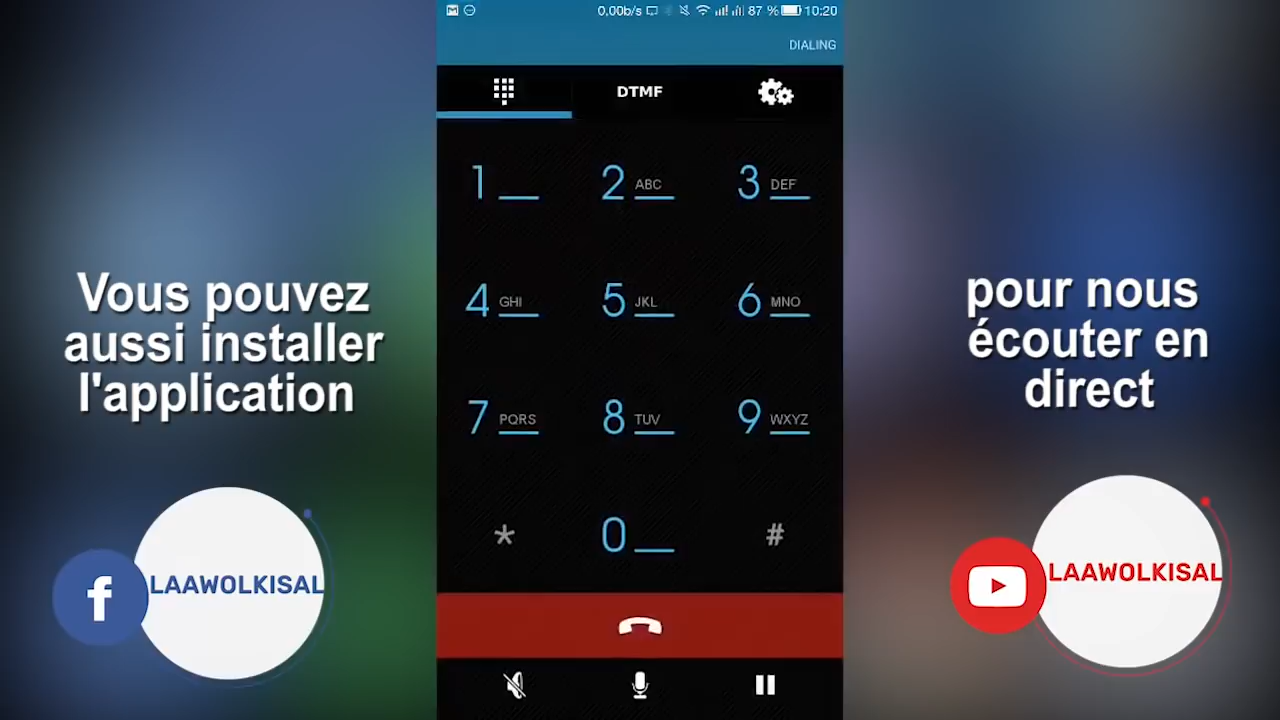 0,00b/s 87 % 10:20
DIALING
DTMF
1
2 ABC
3 DEF
4 GHI
5 JKL
6 MNO
7 PQRS
8 TUV
9 WXYZ
*
0
#
Vous pouvez
aussi installer
l'application
pour nous
écouter en
direct
f
LAAWOLKISAL
LAAWOLKISAL